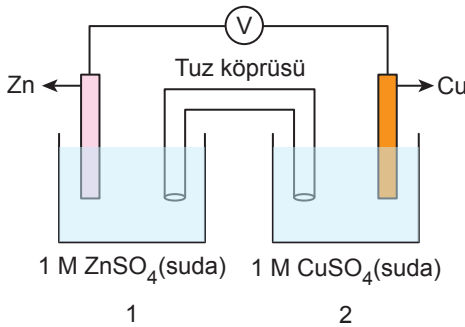 V
Zn
Tuz köprüsü
Cu
1 M ZnSO₄(suda) 1 M CuSO₄(suda)
1 2